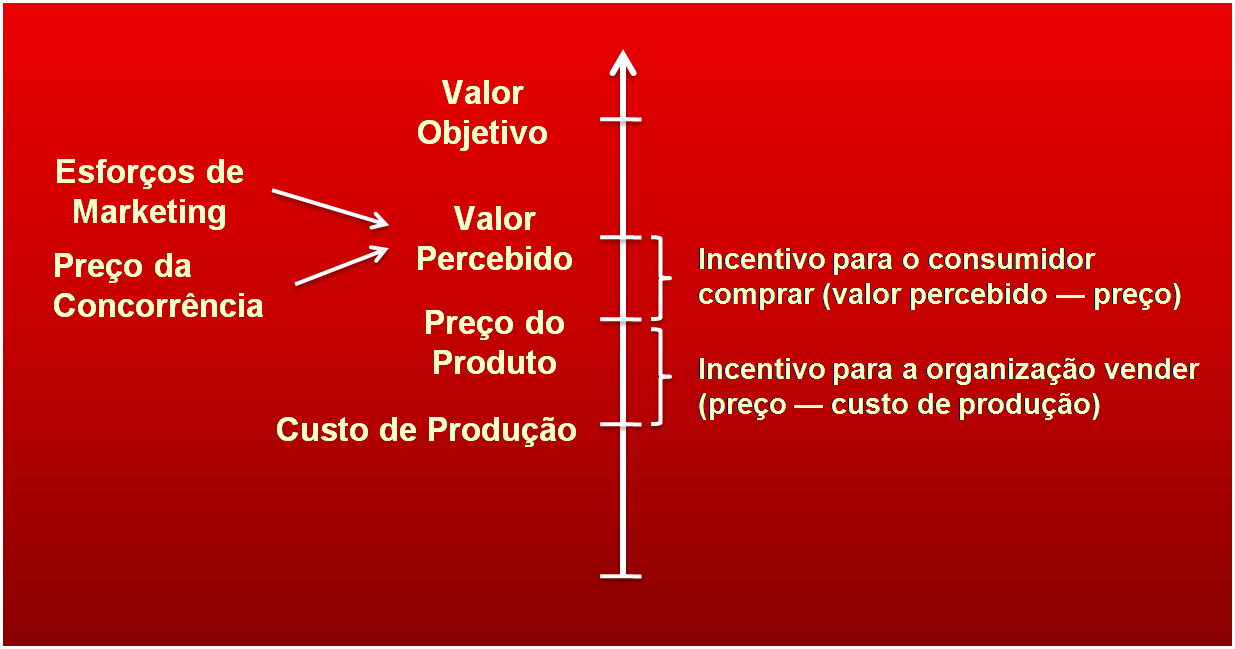 Valor
Objetivo
Esforços de
Marketing
Preço da
Concorrência
Valor
Percebido
Preço do
Produto
Custo de Produção
Incentivo para o consumidor
comprar (valor percebido — preço)
Incentivo para a organização vender
(preço — custo de produção)